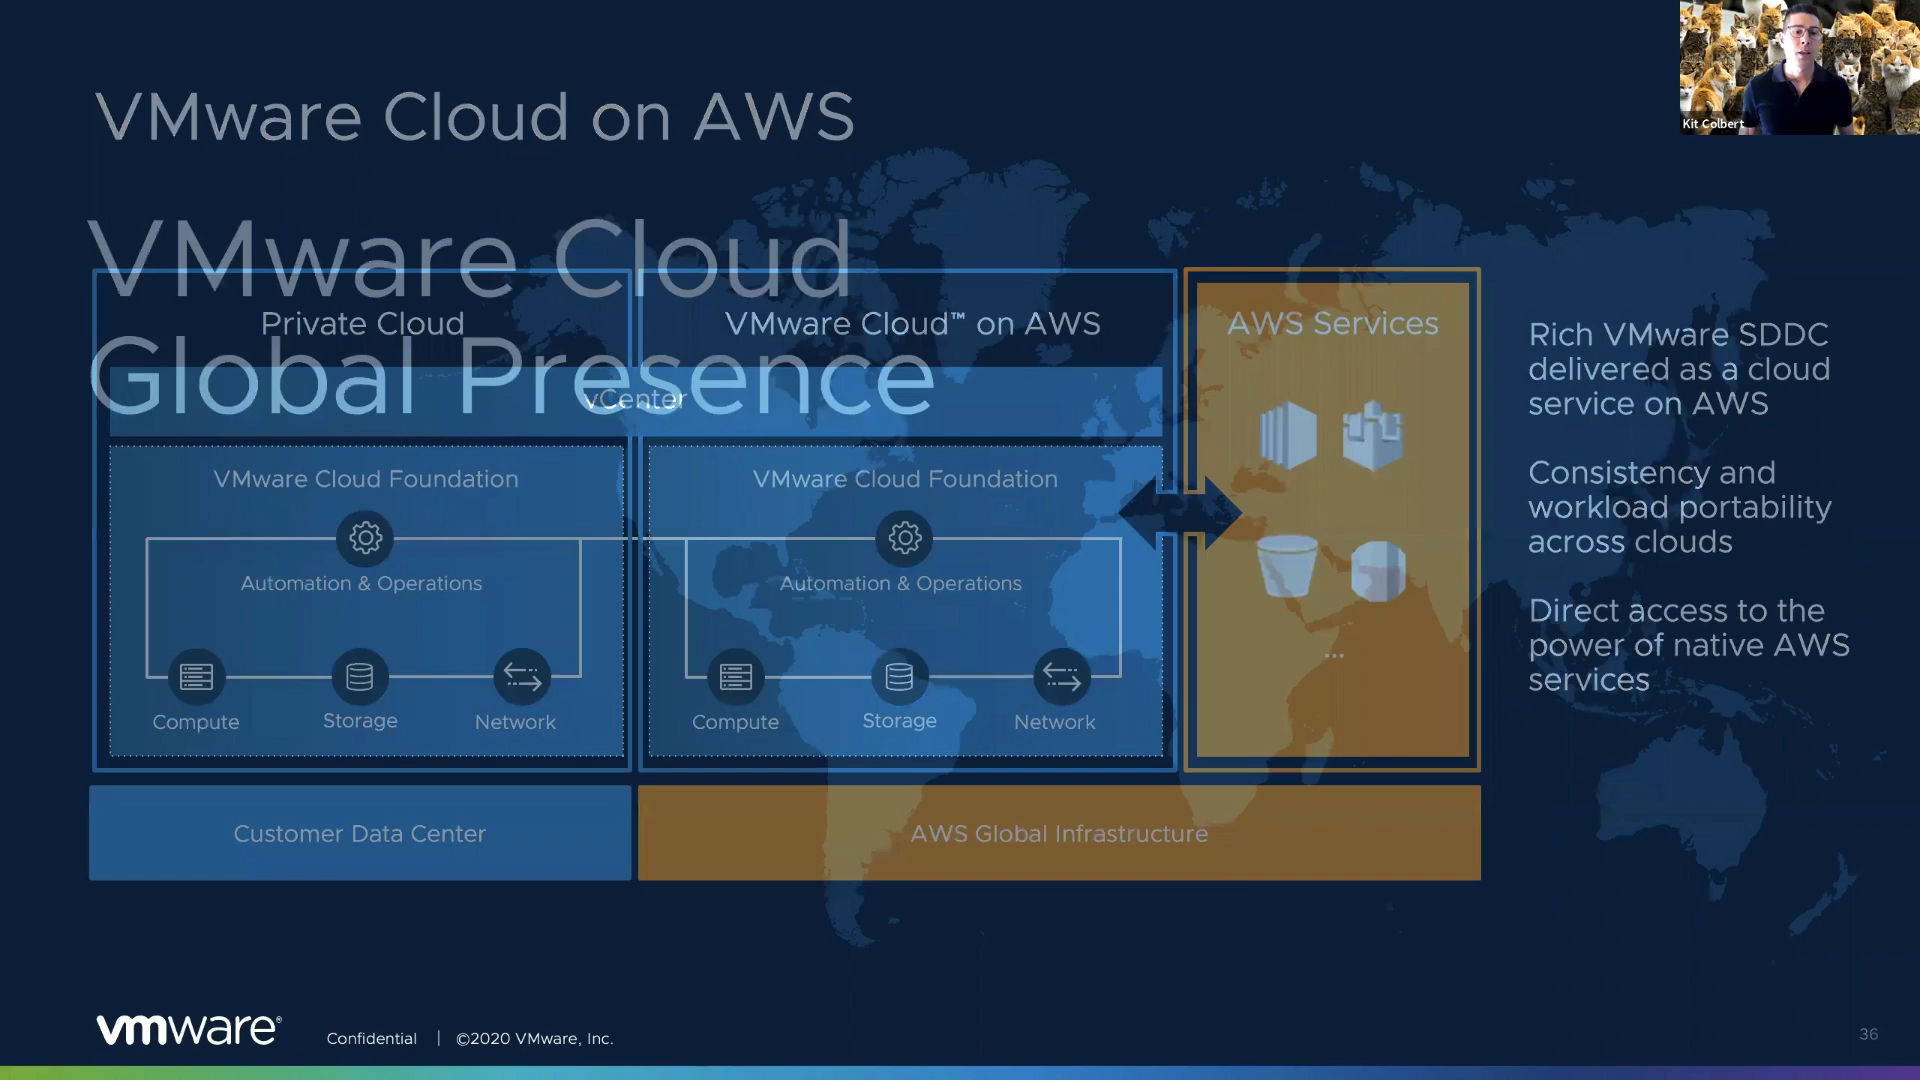 Kit Colbert
VMware Cloud on AWS
VMware Cloud
Global Presence
Private Cloud
VMware Cloud™ on AWS
AWS Services
vCenter
VMware Cloud Foundation
VMware Cloud Foundation
Automation & Operations
Automation & Operations
Compute
Storage
Network
Compute
Storage
Network
...
Customer Data Center
AWS Global Infrastructure
Rich VMware SDDC
delivered as a cloud
service on AWS
Consistency and
workload portability
across clouds
Direct access to the
power of native AWS
services
vmware®
Confidential | ©2020 VMware, Inc.
36